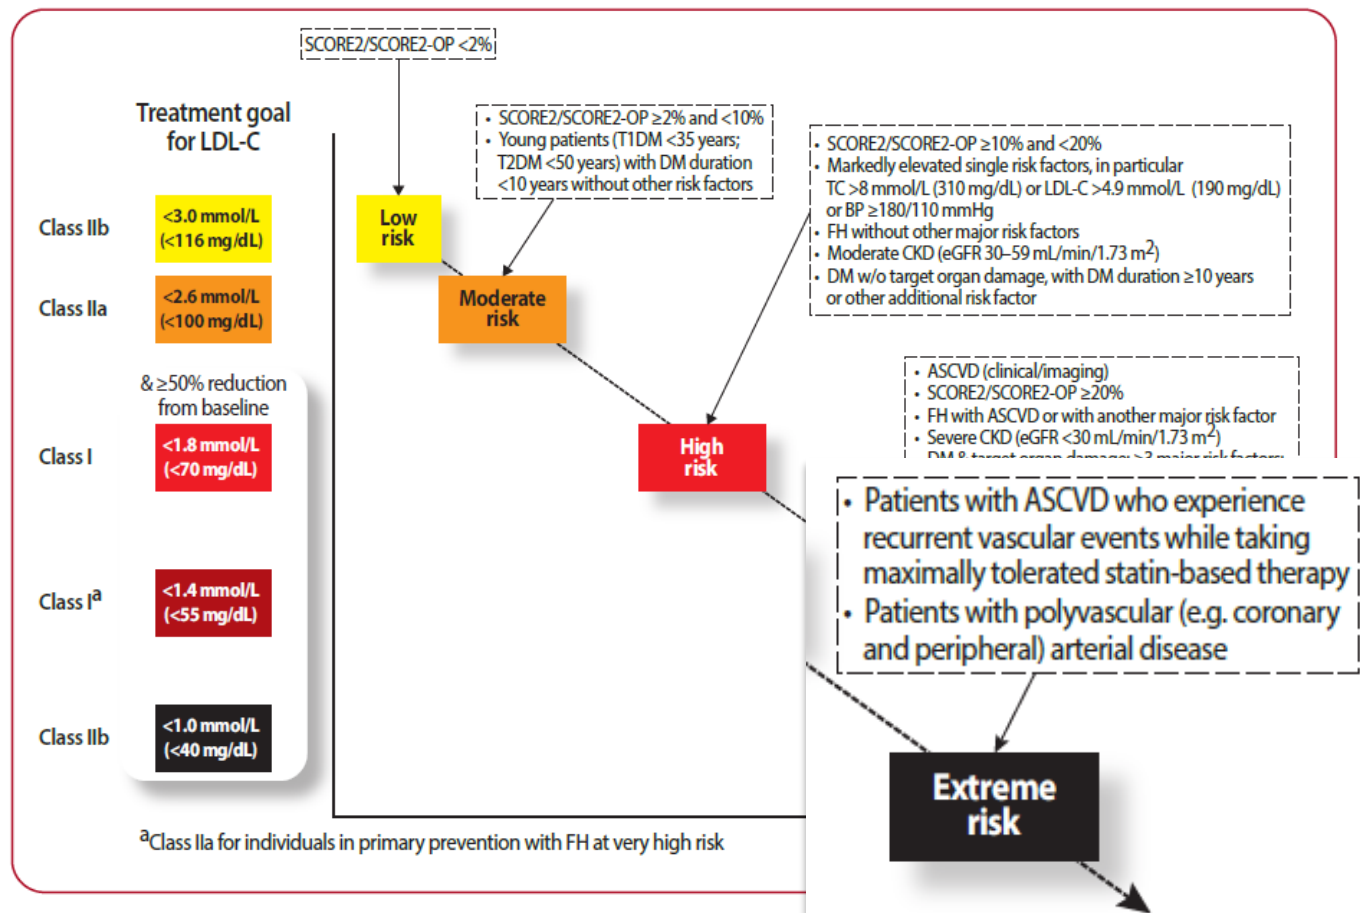 SCORE2/SCORE2-OP <2%
Treatment goal
for LDL-C
• SCORE2/SCORE2-OP ≥2% and <10%
• Young patients (T1DM <35 years;
T2DM <50 years) with DM duration
<10 years without other risk factors
• SCORE2/SCORE2-OP ≥10% and <20%
• Markedly elevated single risk factors, in particular
TC >8 mmol/L (310 mg/dL) or LDL-C >4.9 mmol/L (190 mg/dL)
or BP ≥180/110 mmHg
• FH without other major risk factors
• Moderate CKD (eGFR 30–59 mL/min/1.73 m²)
• DM w/o target organ damage, with DM duration ≥10 years
or other additional risk factor
Class IIb
<3.0 mmol/L
(<116 mg/dL)
Low
risk
Class IIa
<2.6 mmol/L
(<100 mg/dL)
Moderate
risk
& ≥50% reduction
from baseline
• ASCVD (clinical/imaging)
• SCORE2/SCORE2-OP ≥20%
• FH with ASCVD or with another major risk factor
• Severe CKD (eGFR <30 mL/min/1.73 m²)
• DM & target organ damage; ≥3 major risk factors;
Class I
<1.8 mmol/L
(<70 mg/dL)
High
risk
• Patients with ASCVD who experience
recurrent vascular events while taking
maximally tolerated statin-based therapy
• Patients with polyvascular (e.g. coronary
and peripheral) arterial disease
Class Iᵃ
<1.4 mmol/L
(<55 mg/dL)
Class IIb
<1.0 mmol/L
(<40 mg/dL)
Extreme
risk
ᵃClass IIa for individuals in primary prevention with FH at very high risk